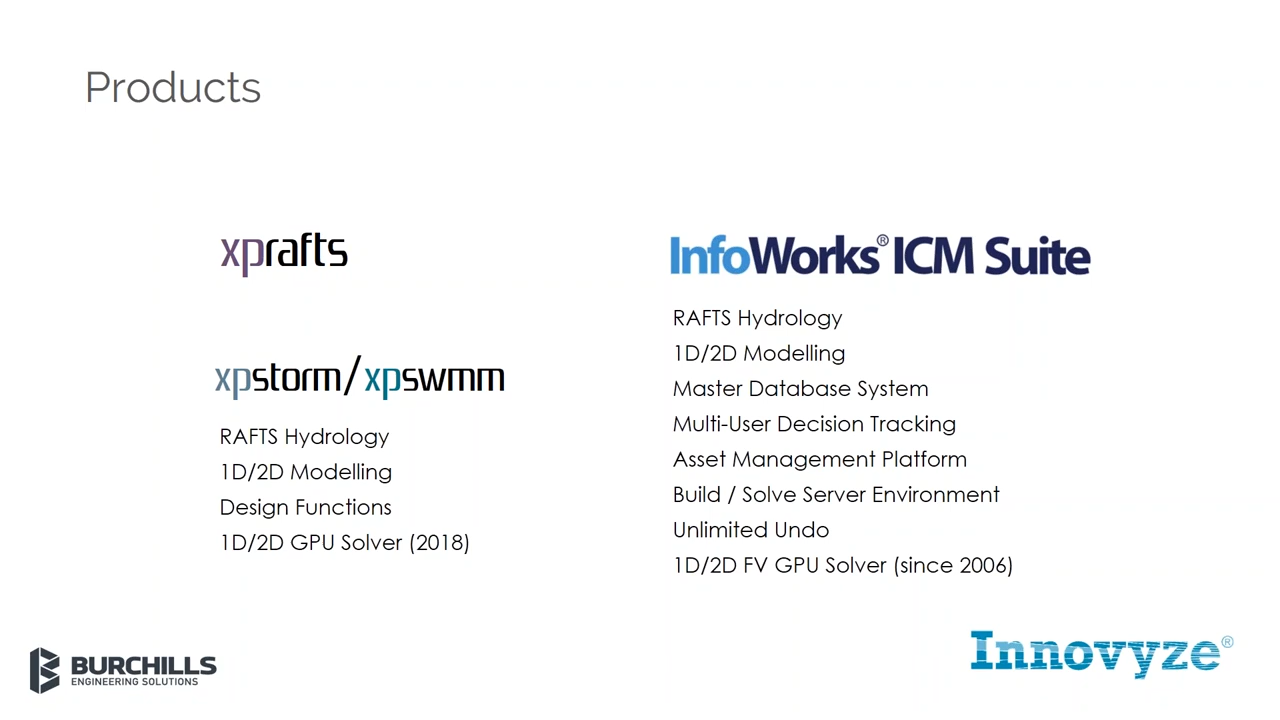 Products
xprafts
xpstorm/xpswmm
RAFTS Hydrology
1D/2D Modelling
Design Functions
1D/2D GPU Solver (2018)
InfoWorks® ICM Suite
RAFTS Hydrology
1D/2D Modelling
Master Database System
Multi-User Decision Tracking
Asset Management Platform
Build / Solve Server Environment
Unlimited Undo
1D/2D FV GPU Solver (since 2006)
BURCHILLS
ENGINEERING SOLUTIONS
Innovyze®